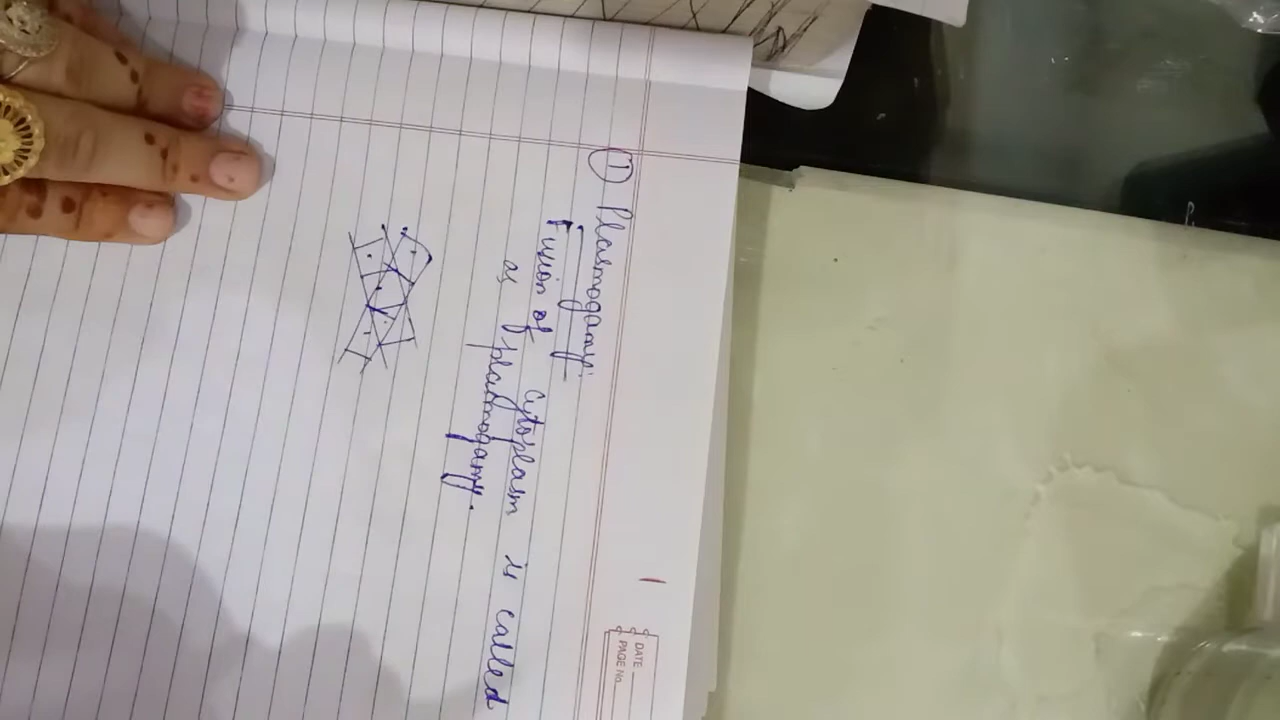 DATE
PAGE No.
① Plasmogamy:
Fusion of cytoplasm is called
as plasmogamy.